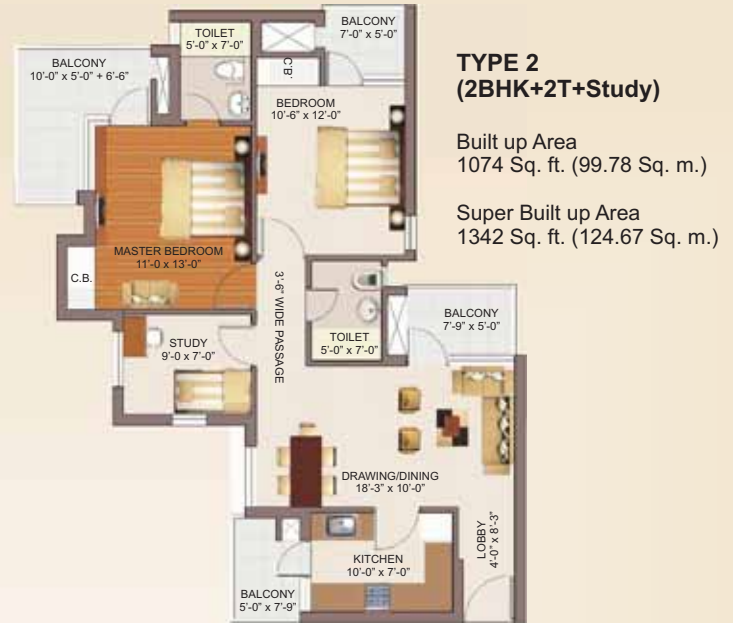 TOILET
5'-0" x 7'-0"
BALCONY
7'-0" x 5'-0"
BALCONY
10'-0" x 5'-0" + 6'-6"
C.B.
BEDROOM
10'-6" x 12'-0"
MASTER BEDROOM
11'-0 x 13'-0"
C.B.
3'-6" WIDE PASSAGE
STUDY
9'-0 x 7'-0"
TOILET
5'-0" x 7'-0"
BALCONY
7'-9" x 5'-0"
DRAWING/DINING
18'-3" x 10'-0"
LOBBY
4'-0" x 8'-3"
KITCHEN
10'-0" x 7'-0"
BALCONY
5'-0" x 7'-9"
TYPE 2
(2BHK+2T+Study)
Built up Area
1074 Sq. ft. (99.78 Sq. m.)
Super Built up Area
1342 Sq. ft. (124.67 Sq. m.)